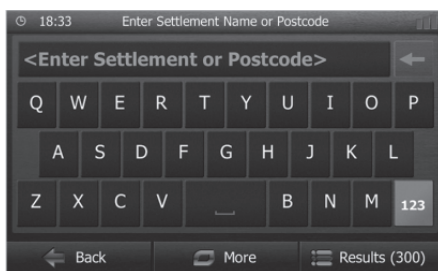 18:33 Enter Settlement Name or Postcode
<Enter Settlement or Postcode>
Q W E R T Y U I O P
A S D F G H J K L
Z X C V B N M 123
Back More Results (300)